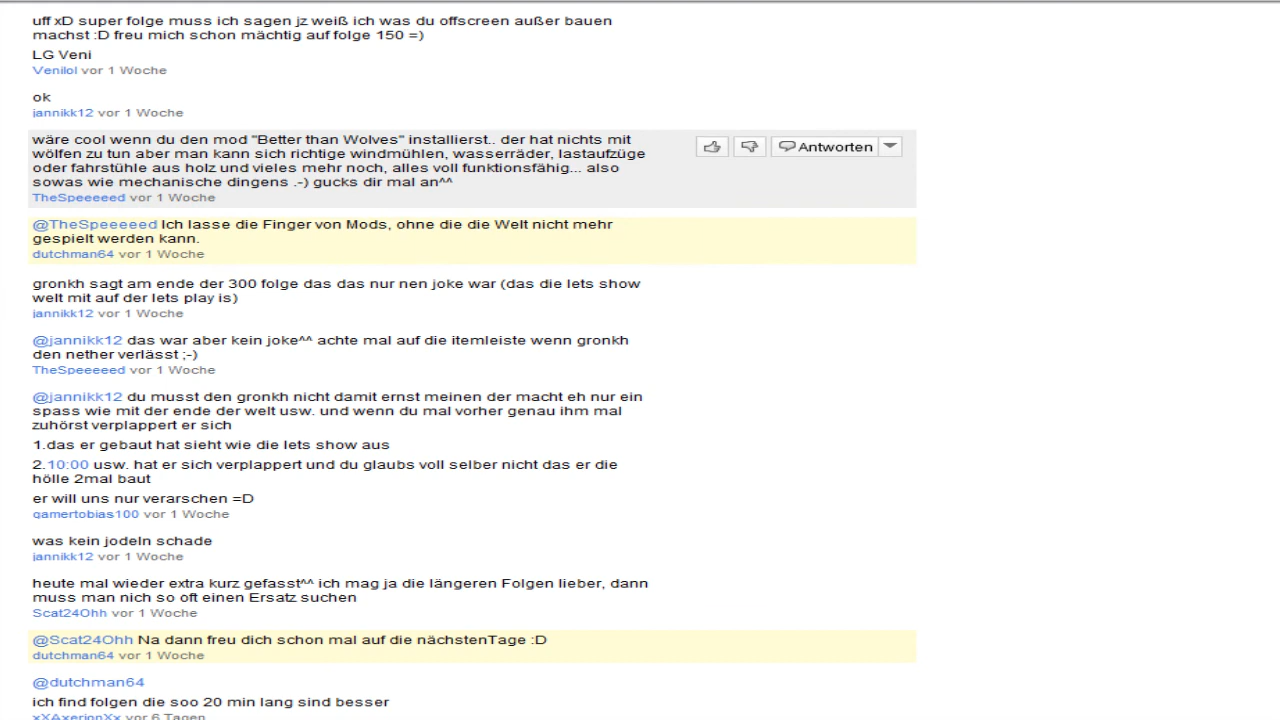 uff xD super folge muss ich sagen jz weiß ich was du offscreen außer bauen
machst :D freu mich schon mächtig auf folge 150 =)
LG Veni
Venilol vor 1 Woche
ok
jannikk12 vor 1 Woche
wäre cool wenn du den mod "Better than Wolves" installierst.. der hat nichts mit
wölfen zu tun aber man kann sich richtige windmühlen, wasserräder, lastaufzüge
oder fahrstühle aus holz und vieles mehr noch, alles voll funktionsfähig... also
sowas wie mechanische dingens .-) gucks dir mal an^^
Antworten
TheSpeeeeed vor 1 Woche
@TheSpeeeeed Ich lasse die Finger von Mods, ohne die die Welt nicht mehr
gespielt werden kann.
dutchman64 vor 1 Woche
gronkh sagt am ende der 300 folge das das nur nen joke war (das die lets show
welt mit auf der lets play is)
jannikk12 vor 1 Woche
@jannikk12 das war aber kein joke^^ achte mal auf die itemleiste wenn gronkh
den nether verlässt ;-)
TheSpeeeeed vor 1 Woche
@jannikk12 du musst den gronkh nicht damit ernst meinen der macht eh nur ein
spass wie mit der ende der welt usw. und wenn du mal vorher genau ihm mal
zuhörst verplappert er sich
1.das er gebaut hat sieht wie die lets show aus
2.10:00 usw. hat er sich verplappert und du glaubs voll selber nicht das er die
hölle 2mal baut
er will uns nur verarschen =D
gamertobias100 vor 1 Woche
was kein jodeln schade
jannikk12 vor 1 Woche
heute mal wieder extra kurz gefasst^^ ich mag ja die längeren Folgen lieber, dann
muss man nich so oft einen Ersatz suchen
Scat24Ohh vor 1 Woche
@Scat24Ohh Na dann freu dich schon mal auf die nächstenTage :D
dutchman64 vor 1 Woche
@dutchman64
ich find folgen die soo 20 min lang sind besser
xXAxerionXx vor 6 Tagen